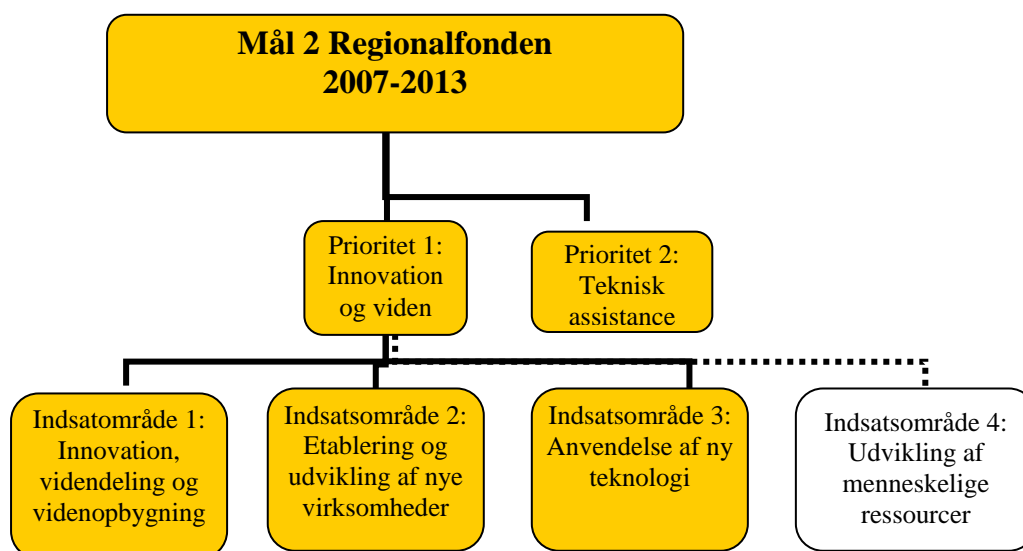 Mål 2 Regionalfonden
2007-2013
Prioritet 1:
Innovation
og viden
Prioritet 2:
Teknisk
assistance
Indsatområde 1:
Innovation,
videndeling og
videnopbygning
Indsatsområde 2:
Etablering og
udvikling af nye
virksomheder
Indsatsområde 3:
Anvendelse af ny
teknologi
Indsatsområde 4:
Udvikling af
menneskelige
ressourcer